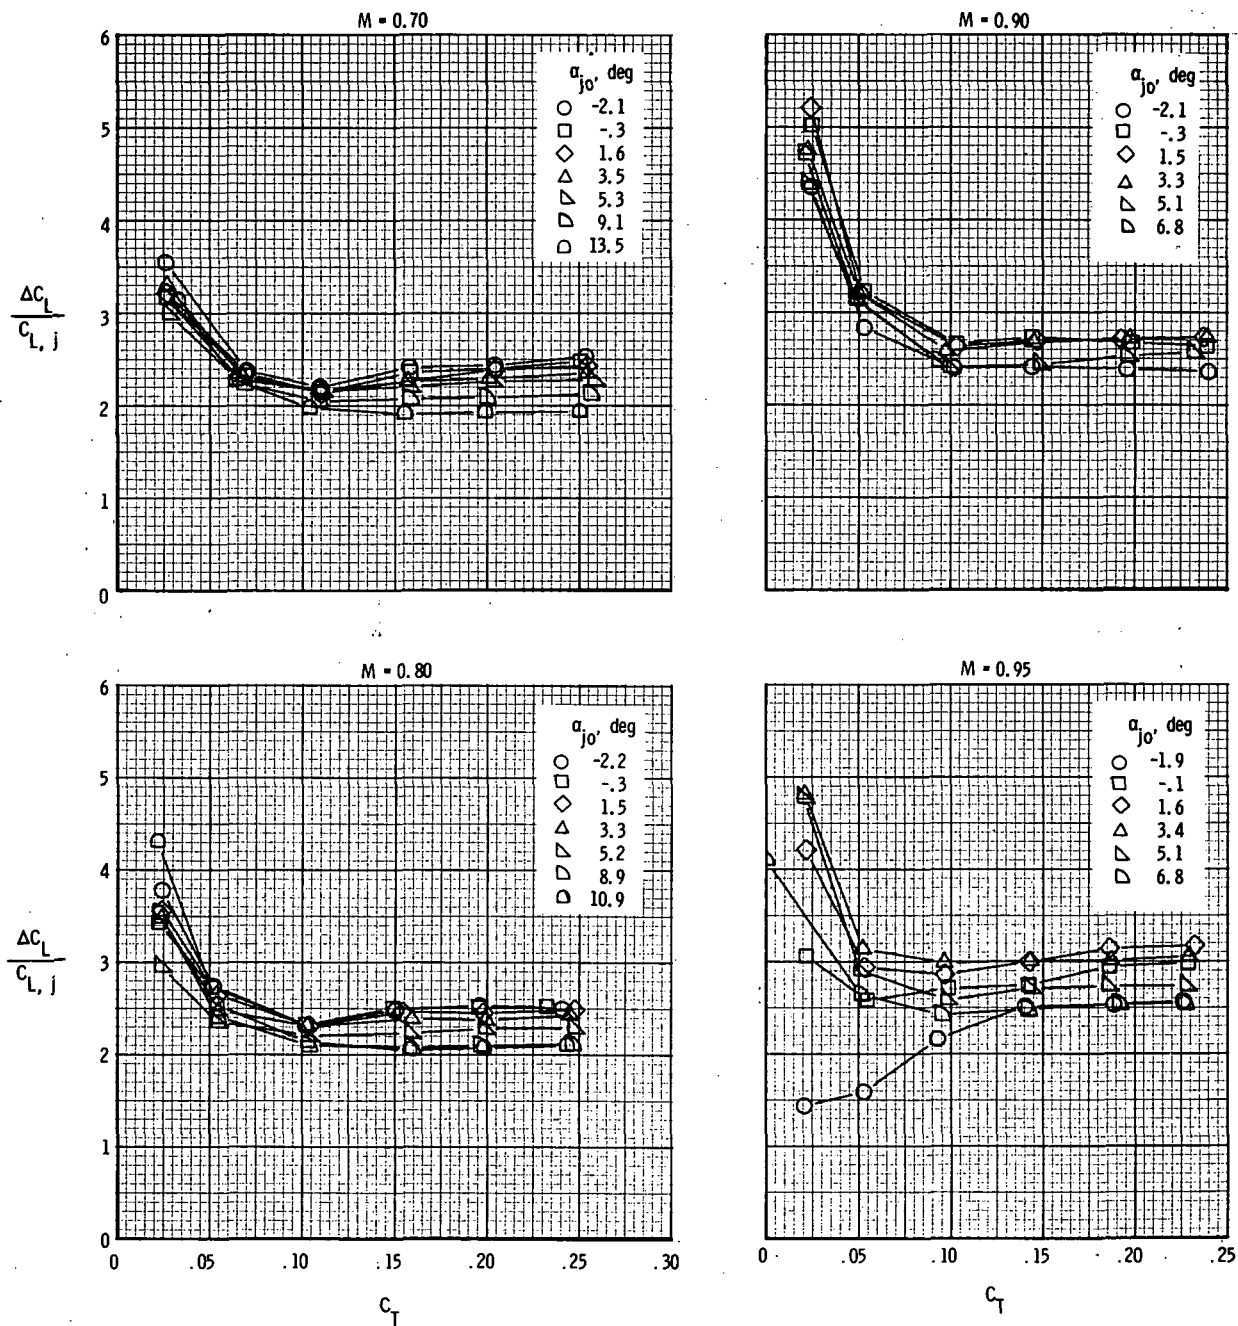 M = 0.70
6
5
4
3
2
1
0
ΔC_L
C_L, j
α_jo, deg
-2.1
-.3
1.6
3.5
5.3
9.1
13.5
M = 0.90
α_jo, deg
-2.1
-.3
1.5
3.3
5.1
6.8
M = 0.80
6
5
4
3
2
1
0
ΔC_L
C_L, j
α_jo, deg
-2.2
-.3
1.5
3.3
5.2
8.9
10.9
0 .05 .10 .15 .20 .25 .30
C_T
M = 0.95
α_jo, deg
-1.9
-.1
1.6
3.4
5.1
6.8
0 .05 .10 .15 .20 .25
C_T